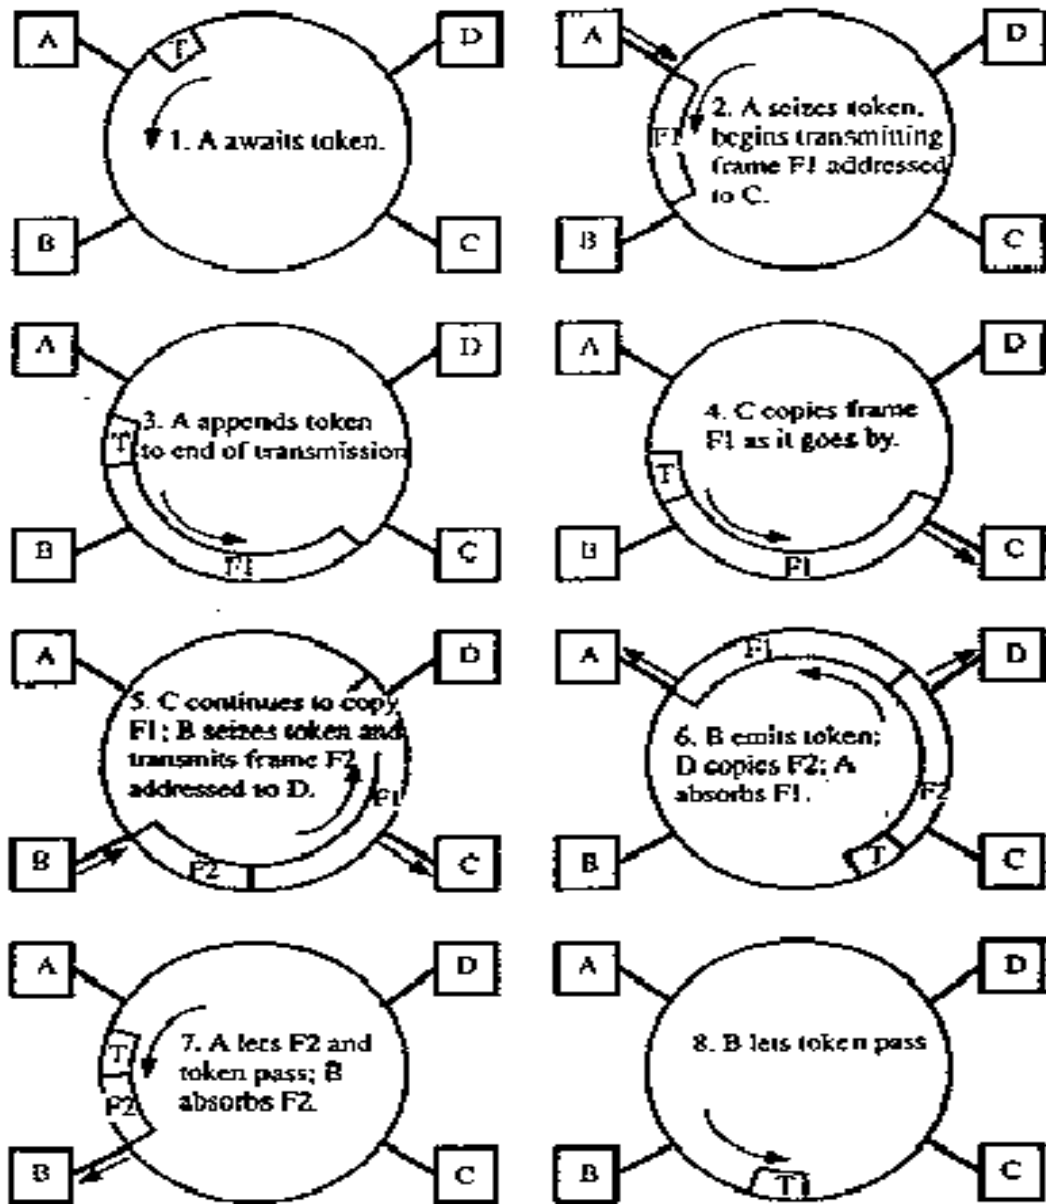 A
T
D
1. A awaits token.
B
C
A
D
2. A seizes token,
begins transmitting
frame F1 addressed
to C.
F1
B
C
A
D
3. A appends token
to end of transmission
T
B
C
F1
A
D
4. C copies frame
F1 as it goes by.
T
B
C
F1
A
D
5. C continues to copy
F1; B seizes token and
transmits frame F2
addressed to D.
F1
B
F2
C
A
F1
D
6. B emits token;
D copies F2; A
absorbs F1.
F2
B
T
C
A
D
7. A lets F2 and
token pass; B
absorbs F2.
T
F2
B
C
A
D
8. B lets token pass
B
T
C